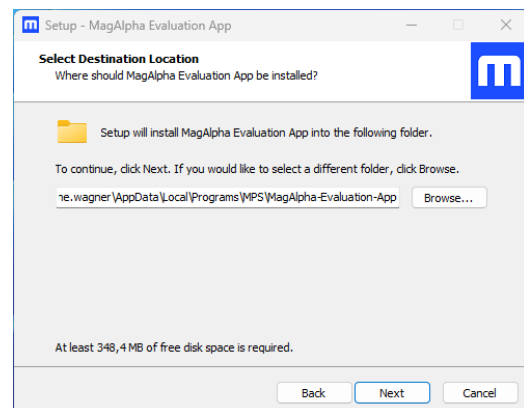 Setup - MagAlpha Evaluation App
Select Destination Location
Where should MagAlpha Evaluation App be installed?
Setup will install MagAlpha Evaluation App into the following folder.
To continue, click Next. If you would like to select a different folder, click Browse.
ne.wagner\AppData\Local\Programs\MPS\MagAlpha-Evaluation-App
Browse...
At least 348,4 MB of free disk space is required.
Back
Next
Cancel